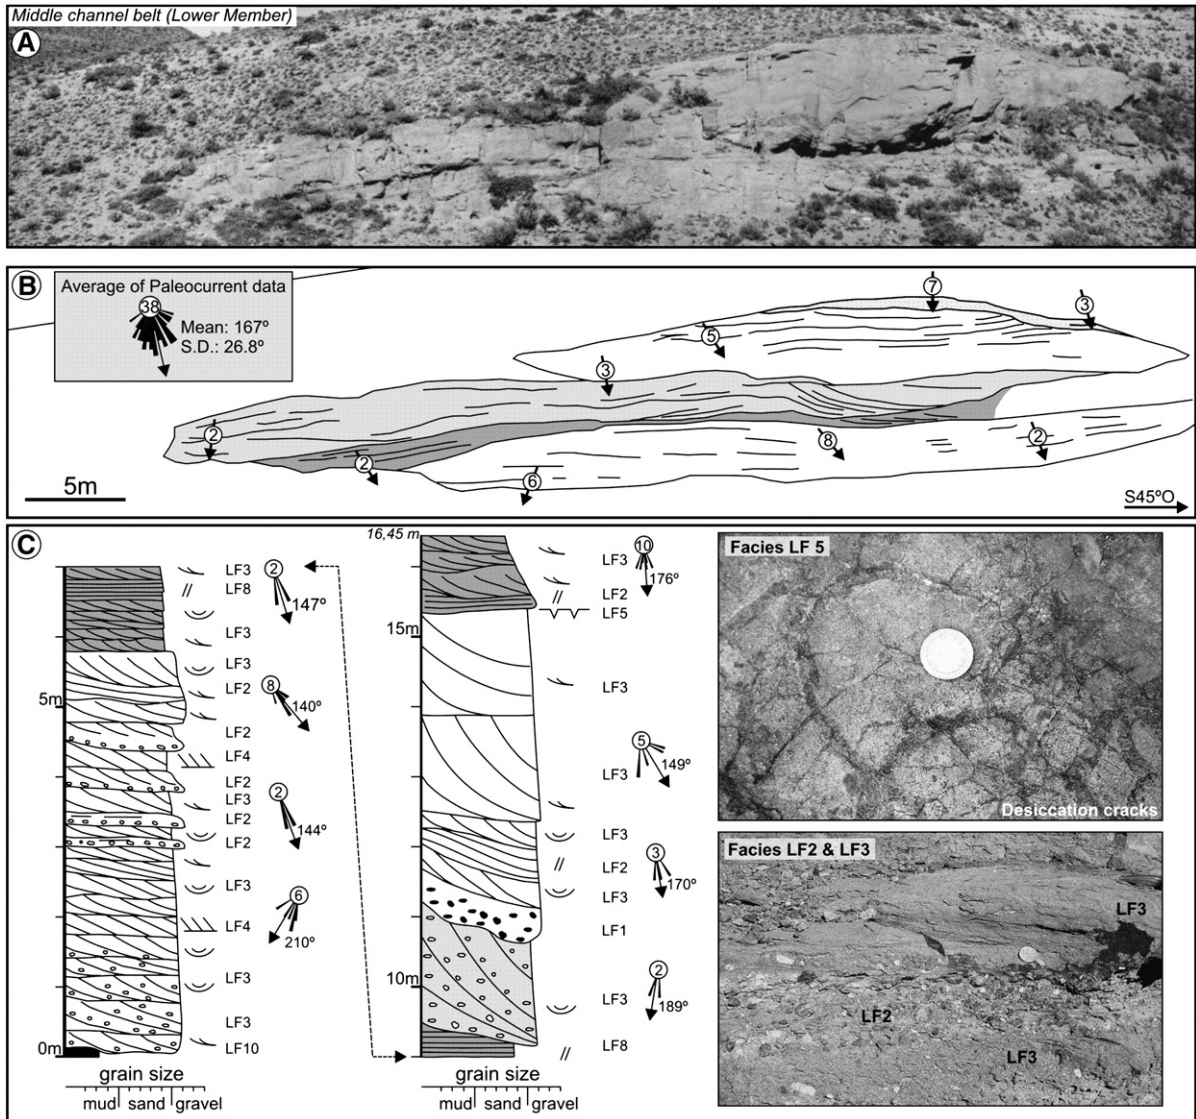 Middle channel belt (Lower Member)
A
B
Average of Paleocurrent data
38
Mean: 167º
S.D.: 26.8º
7
3
5
3
2
8
2
2
6
5m
S45ºO
C
LF3
LF8
2
147º
LF3
LF3
LF2
8
140º
5m
LF2
LF4
LF2
LF3
2
LF2
144º
LF2
LF3
6
LF4
210º
LF3
LF3
0m
LF10
grain size
mud sand gravel
16,45 m
10
LF3
176º
LF2
LF5
15m
LF3
5
149º
LF3
LF3
3
LF2
170º
LF3
LF1
2
10m
LF3
189º
LF8
grain size
mud sand gravel
Facies LF 5
Desiccation cracks
Facies LF2 & LF3
LF3
LF2
LF3